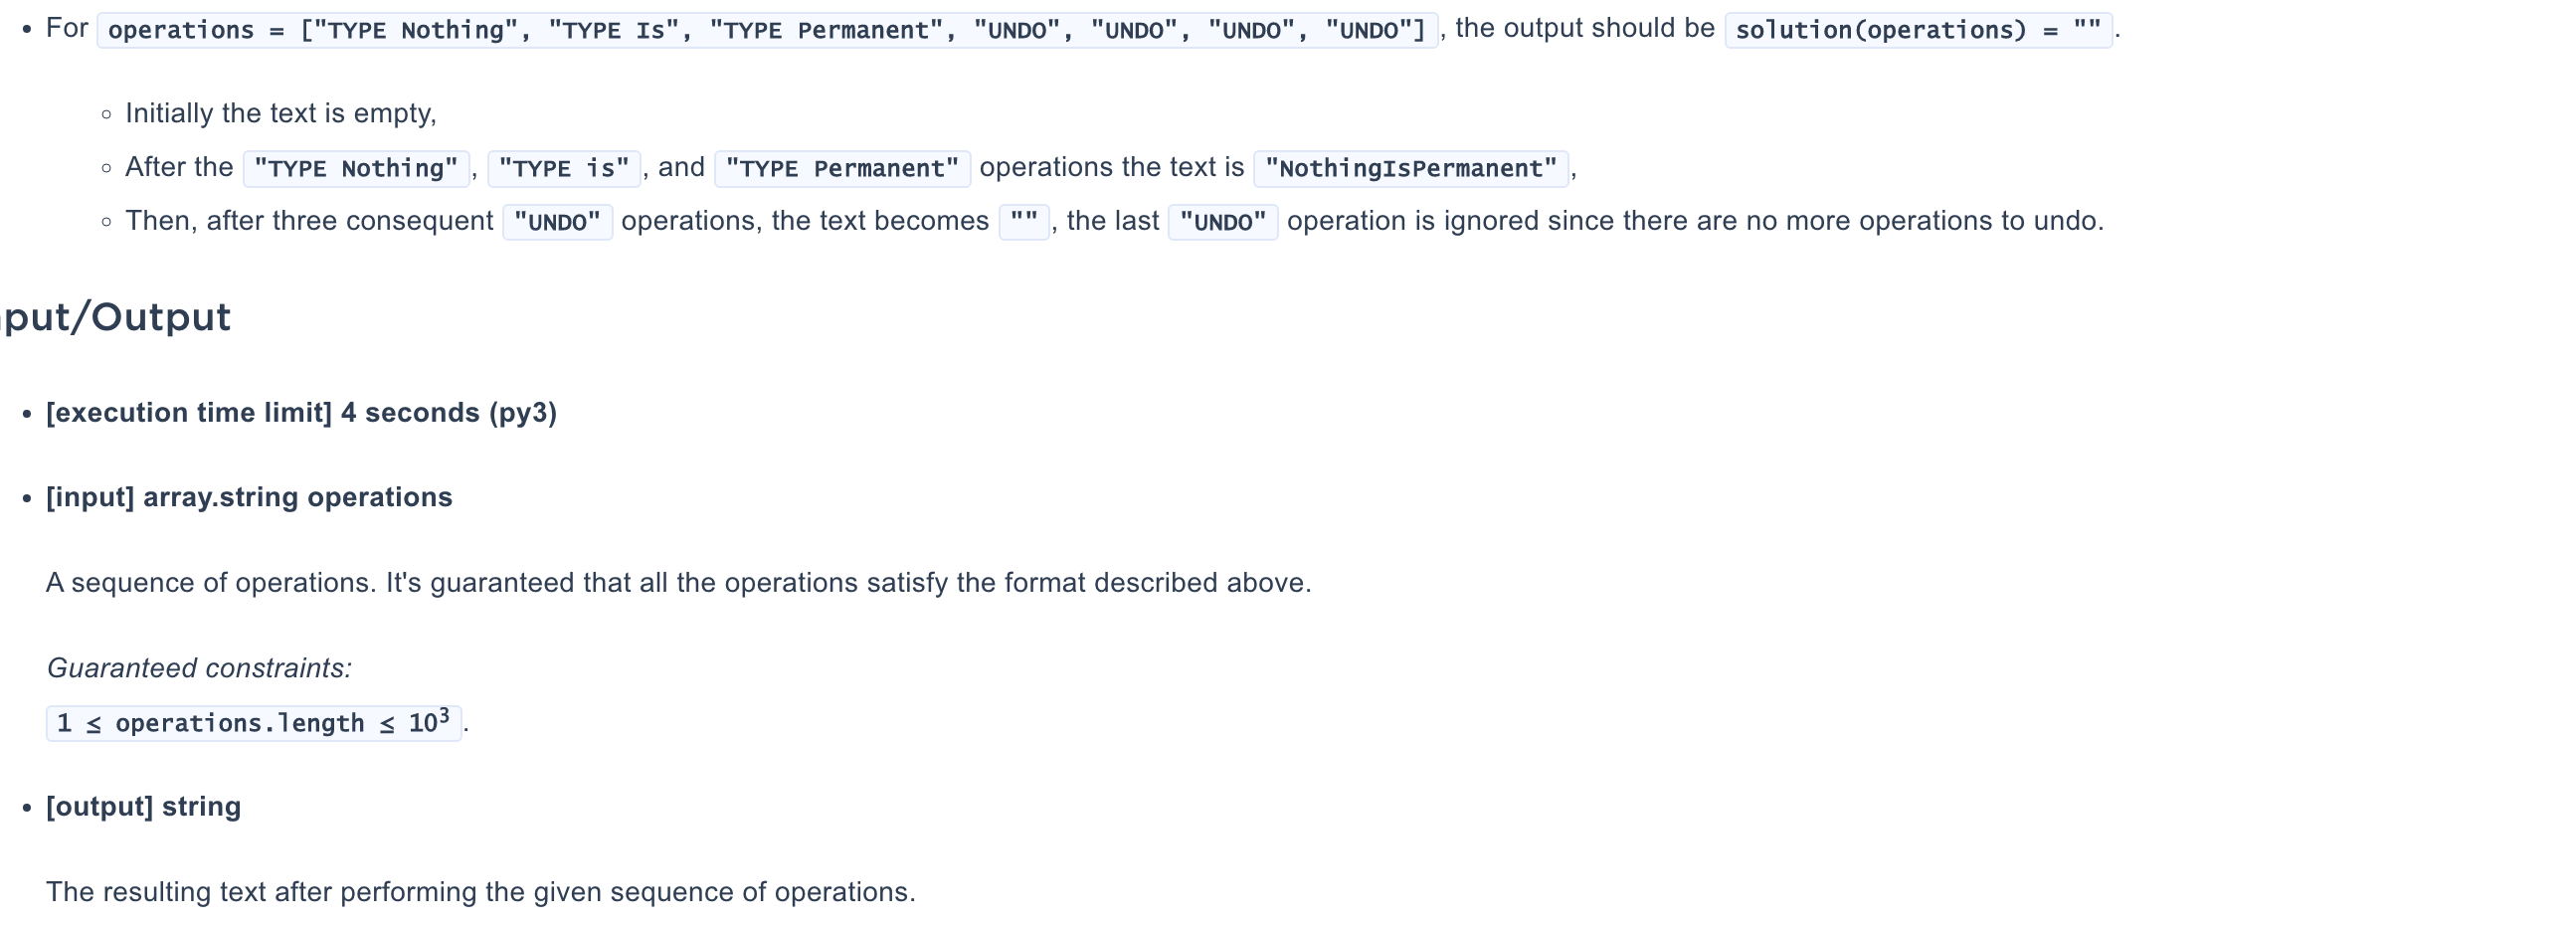 For operations = ["TYPE Nothing", "TYPE Is", "TYPE Permanent", "UNDO", "UNDO", "UNDO", "UNDO"], the output should be solution(operations) = "".
Initially the text is empty,
After the "TYPE Nothing", "TYPE is", and "TYPE Permanent" operations the text is "NothingIsPermanent",
Then, after three consequent "UNDO" operations, the text becomes "", the last "UNDO" operation is ignored since there are no more operations to undo.
put/Output
[execution time limit] 4 seconds (py3)
[input] array.string operations
A sequence of operations. It's guaranteed that all the operations satisfy the format described above.
Guaranteed constraints:
1 ≤ operations.length ≤ 10³.
[output] string
The resulting text after performing the given sequence of operations.